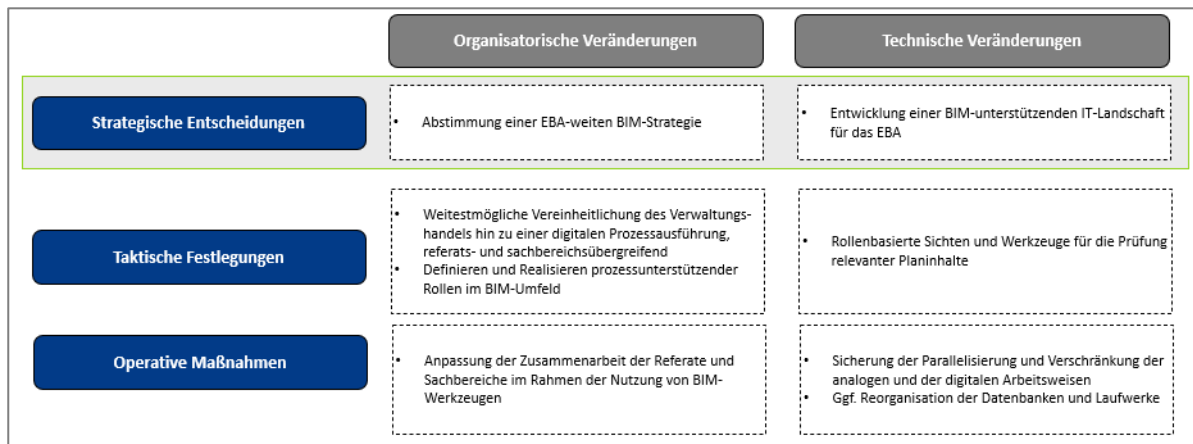 Organisatorische Veränderungen
Technische Veränderungen
Strategische Entscheidungen
• Abstimmung einer EBA-weiten BIM-Strategie
• Entwicklung einer BIM-unterstützenden IT-Landschaft
für das EBA
Taktische Festlegungen
• Weitestmögliche Vereinheitlichung des Verwaltungs-
handels hin zu einer digitalen Prozessausführung,
referats- und sachbereichsübergreifend
• Definieren und Realisieren prozessunterstützender
Rollen im BIM-Umfeld
• Rollenbasierte Sichten und Werkzeuge für die Prüfung
relevanter Planinhalte
Operative Maßnahmen
• Anpassung der Zusammenarbeit der Referate und
Sachbereiche im Rahmen der Nutzung von BIM-
Werkzeugen
• Sicherung der Parallelisierung und Verschränkung der
analogen und der digitalen Arbeitsweisen
• Ggf. Reorganisation der Datenbanken und Laufwerke